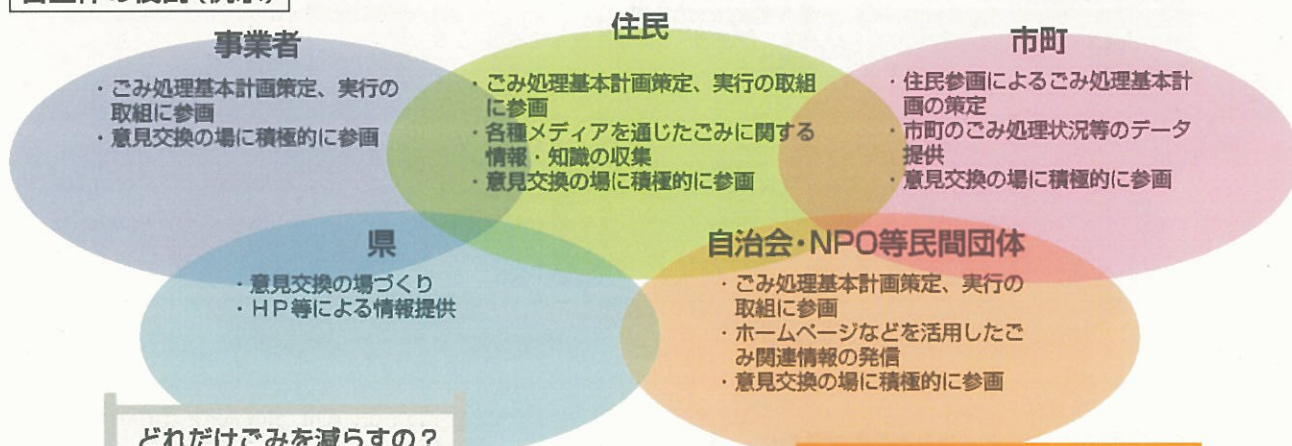 事業者
・ごみ処理基本計画策定、実行の
取組に参画
・意見交換の場に積極的に参画
住民
・ごみ処理基本計画策定、実行の取組
に参画
・各種メディアを通じたごみに関する
情報・知識の収集
・意見交換の場に積極的に参画
市町
・住民参画によるごみ処理基本計
画の策定
・市町のごみ処理状況等のデータ
提供
・意見交換の場に積極的に参画
県
・意見交換の場づくり
・HP等による情報提供
自治会・NPO等民間団体
・ごみ処理基本計画策定、実行の
取組に参画
・ホームページなどを活用したご
み関連情報の発信
・意見交換の場に積極的に参画
どれだけごみを減らすの？